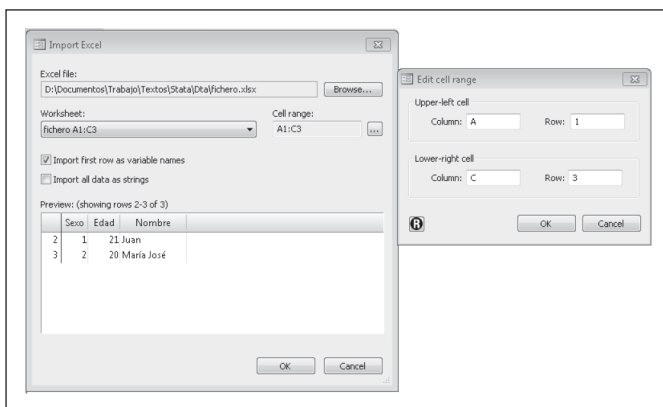 Import Excel
Excel file:
D:\Documentos\Trabajo\Textos\Stata\Dta\fichero.xlsx
Browse...
Worksheet:
Cell range:
fichero A1:C3
A1:C3
...
Import first row as variable names
Import all data as strings
Preview: (showing rows 2-3 of 3)
Sexo Edad Nombre
2 1 21 Juan
3 2 20 María José
OK Cancel
Edit cell range
Upper-left cell
Column: A Row: 1
Lower-right cell
Column: C Row: 3
R
OK Cancel